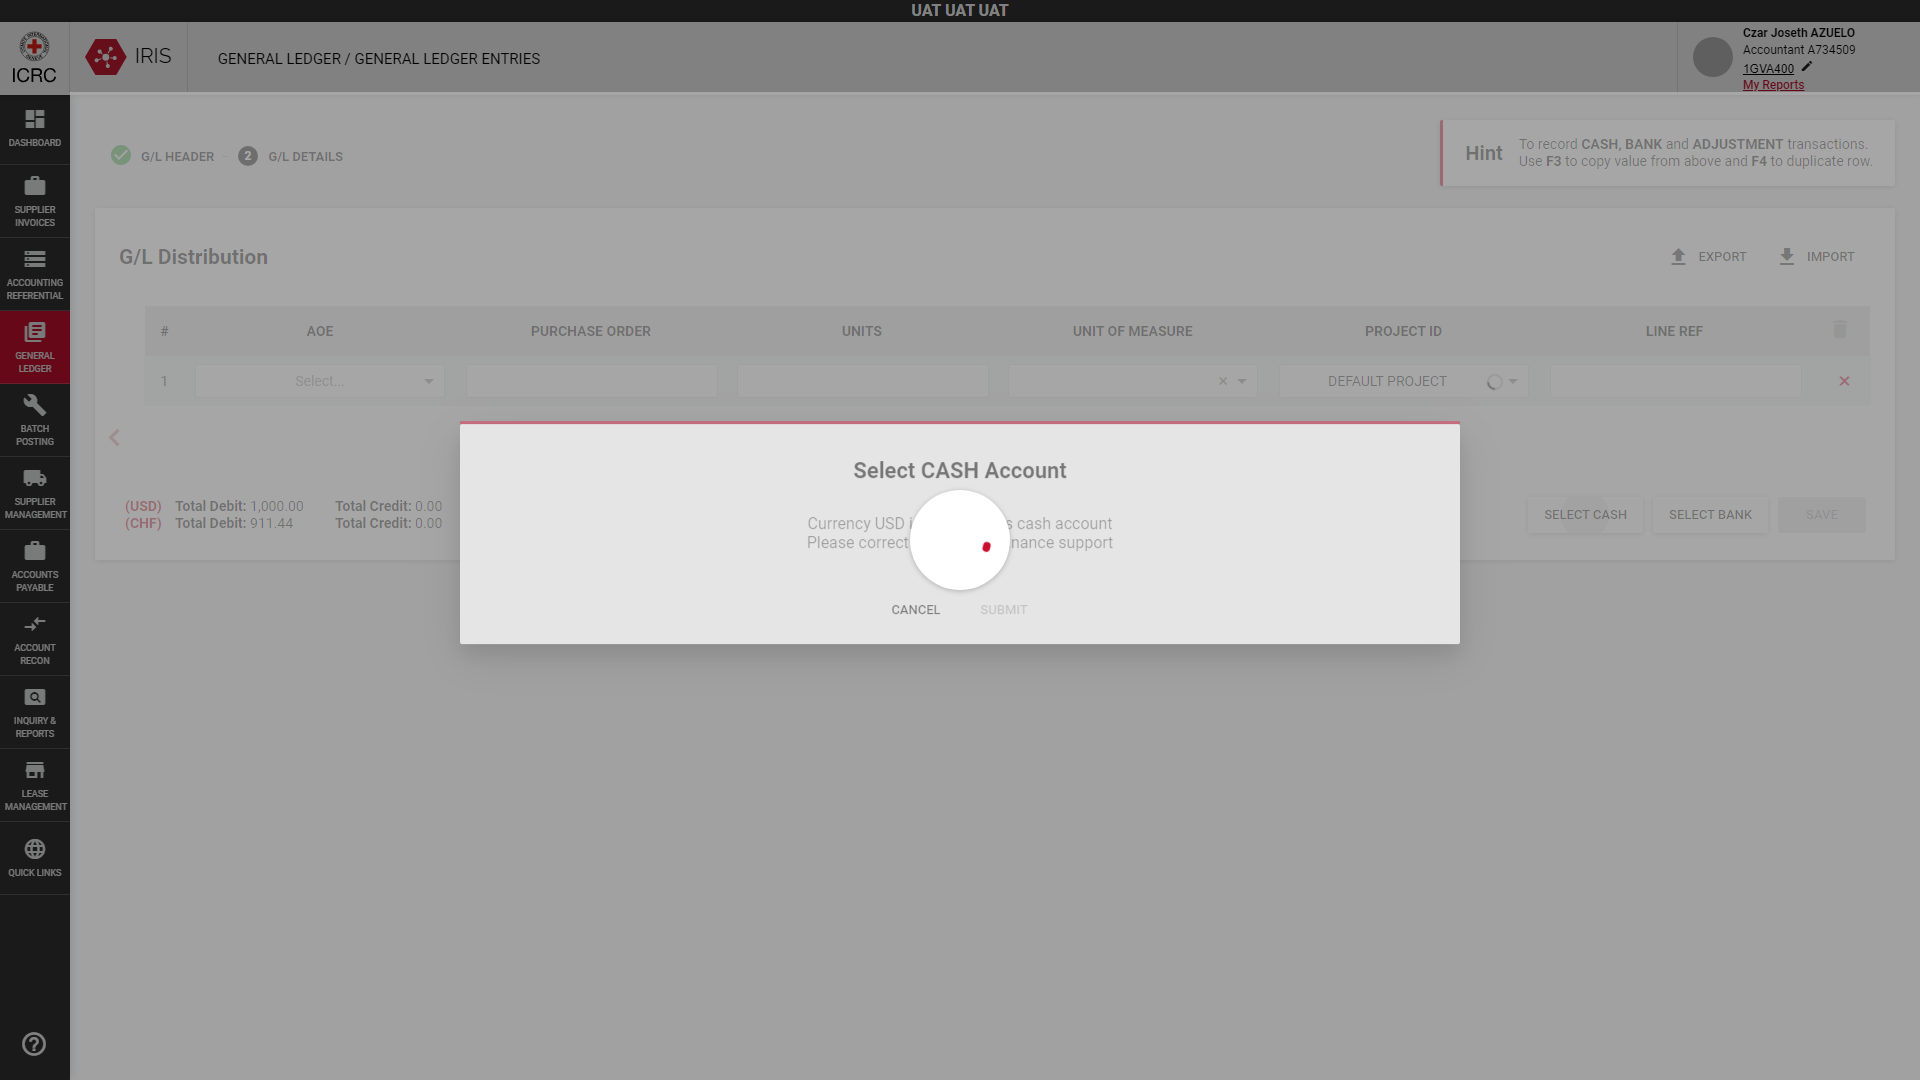 UAT UAT UAT
ICRC
IRIS
GENERAL LEDGER / GENERAL LEDGER ENTRIES
Czar Joseth AZUELO
Accountant A734509
1GVA400
My Reports
DASHBOARD
SUPPLIER
INVOICES
ACCOUNTING
REFERENTIAL
GENERAL
LEDGER
BATCH
POSTING
SUPPLIER
MANAGEMENT
ACCOUNTS
PAYABLE
ACCOUNT
RECON
INQUIRY &
REPORTS
LEASE
MANAGEMENT
QUICK LINKS
G/L HEADER
2 G/L DETAILS
Hint
To record CASH, BANK and ADJUSTMENT transactions.
Use F3 to copy value from above and F4 to duplicate row.
G/L Distribution
EXPORT
IMPORT
# AOE PURCHASE ORDER UNITS UNIT OF MEASURE PROJECT ID LINE REF
1 Select... DEFAULT PROJECT
(USD) Total Debit: 1,000.00 Total Credit: 0.00
(CHF) Total Debit: 911.44 Total Credit: 0.00
Select CASH Account
Currency USD cash account
Please correct support
CANCEL SUBMIT
SELECT CASH
SELECT BANK
SAVE